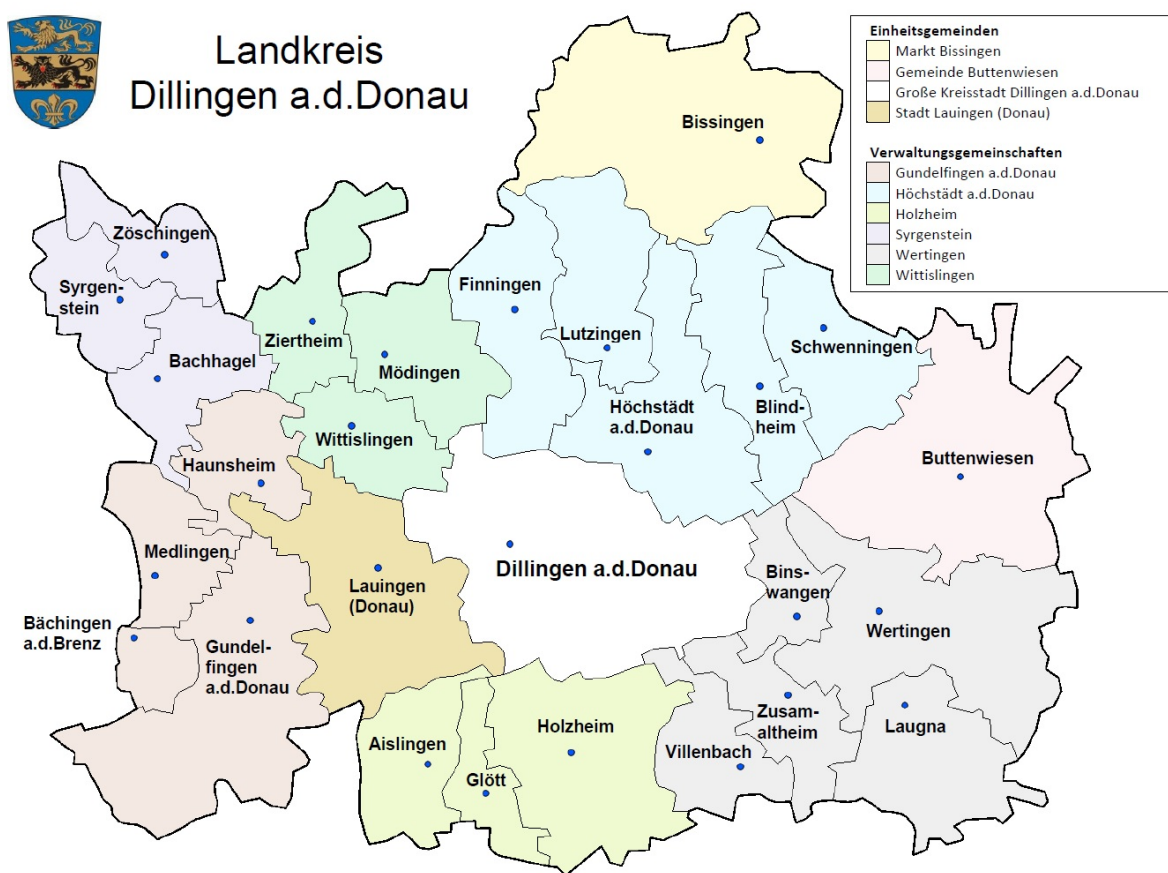 Landkreis
Dillingen a.d.Donau
Einheitsgemeinden
Markt Bissingen
Gemeinde Buttenwiesen
Große Kreisstadt Dillingen a.d.Donau
Stadt Lauingen (Donau)
Verwaltungsgemeinschaften
Gundelfingen a.d.Donau
Höchstädt a.d.Donau
Holzheim
Syrgenstein
Wertingen
Wittislingen
Bissingen
Zöschingen
Syrgen-
stein
Bachhagel
Ziertheim
Mödingen
Finningen
Lutzingen
Schwenningen
Höchstädt
a.d.Donau
Blind-
heim
Wittislingen
Haunsheim
Buttenwiesen
Medlingen
Lauingen
(Donau)
Dillingen a.d.Donau
Bins-
wangen
Bächingen
a.d.Brenz
Gundel-
fingen
a.d.Donau
Wertingen
Aislingen
Glött
Holzheim
Villenbach
Zusam-
altheim
Laugna